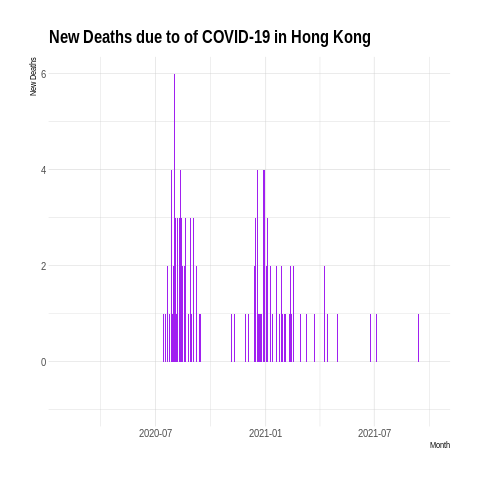 New Deaths due to of COVID-19 in Hong Kong
New Deaths
6
4
2
0
2020-07 2021-01 2021-07
Month